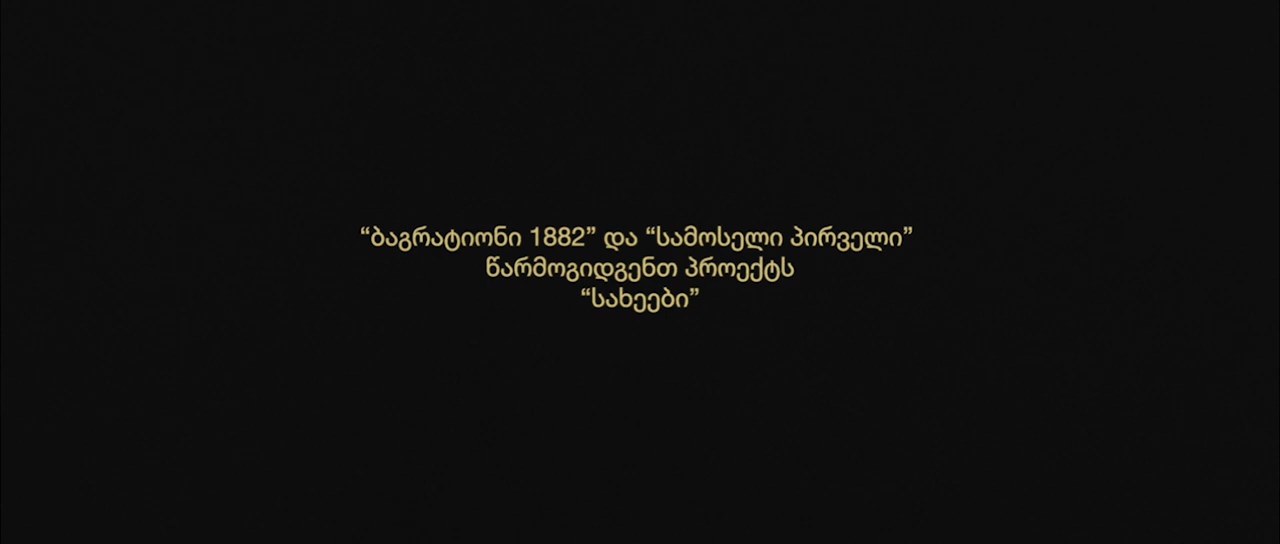 “ბაგრატიონი 1882” და “სამოსელი პირველი”
წარმოგიდგენთ პროექტს
“სახეები”